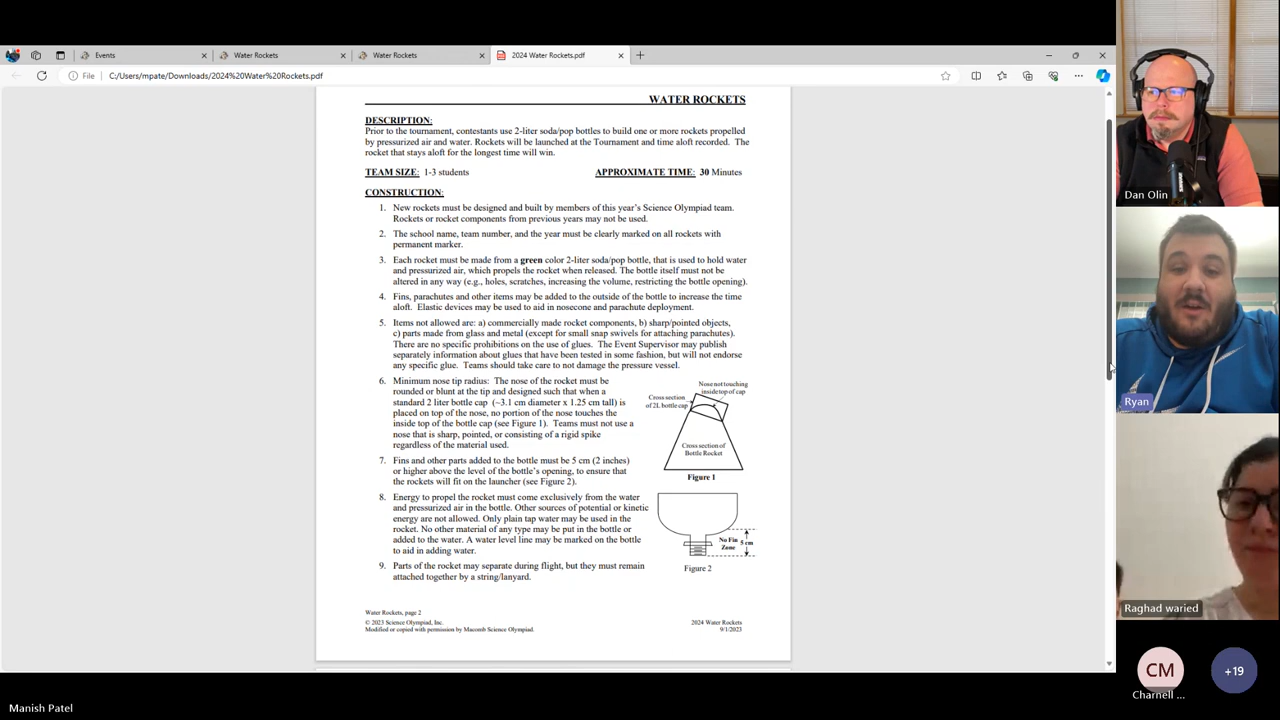 Events
Water Rockets
Water Rockets
2024 Water Rockets.pdf
File
C:/Users/mpate/Downloads/2024%20Water%20Rockets.pdf
WATER ROCKETS
DESCRIPTION:
Prior to the tournament, contestants use 2-liter soda/pop bottles to build one or more rockets propelled
by pressurized air and water. Rockets will be launched at the Tournament and time aloft recorded. The
rocket that stays aloft for the longest time will win.
TEAM SIZE: 1-3 students APPROXIMATE TIME: 30 Minutes
CONSTRUCTION:
1. New rockets must be designed and built by members of this year's Science Olympiad team.
Rockets or rocket components from previous years may not be used.
2. The school name, team number, and the year must be clearly marked on all rockets with
permanent marker.
3. Each rocket must be made from a green color 2-liter soda/pop bottle, that is used to hold water
and pressurized air, which propels the rocket when released. The bottle itself must not be
altered in any way (e.g., holes, scratches, increasing the volume, restricting the bottle opening).
4. Fins, parachutes and other items may be added to the outside of the bottle to increase the time
aloft. Elastic devices may be used to aid in nosecone and parachute deployment.
5. Items not allowed are: a) commercially made rocket components, b) sharp/pointed objects,
c) parts made from glass and metal (except for small snap swivels for attaching parachutes).
There are no specific prohibitions on the use of glues. The Event Supervisor may publish
separately information about glues that have been tested in some fashion, but will not endorse
any specific glue. Teams should take care to not damage the pressure vessel.
6. Minimum nose tip radius: The nose of the rocket must be
rounded or blunt at the tip and designed such that when a
standard 2 liter bottle cap (~3.1 cm diameter x 1.25 cm tall) is
placed on top of the nose, no portion of the nose touches the
inside top of the bottle cap (see Figure 1). Teams must not use a
nose that is sharp, pointed, or consisting of a rigid spike
regardless of the material used.
Nose not touching
inside top of cap
Cross section
of 2L bottle cap
Cross section of
Bottle Rocket
Figure 1
7. Fins and other parts added to the bottle must be 5 cm (2 inches)
or higher above the level of the bottle's opening, to ensure that
the rockets will fit on the launcher (see Figure 2).
8. Energy to propel the rocket must come exclusively from the water
and pressurized air in the bottle. Other sources of potential or kinetic
energy are not allowed. Only plain tap water may be used in the
rocket. No other material of any type may be put in the bottle or
added to the water. A water level line may be marked on the bottle
to aid in adding water.
No Fin
Zone
5 cm
Figure 2
9. Parts of the rocket may separate during flight, but they must remain
attached together by a string/lanyard.
Water Rockets, page 2
© 2023 Science Olympiad, Inc.
Modified or copied with permission by Macomb Science Olympiad.
2024 Water Rockets
9/1/2023
Dan Olin
Ryan
Raghad waried
CM
Charnell ...
+19
Manish Patel